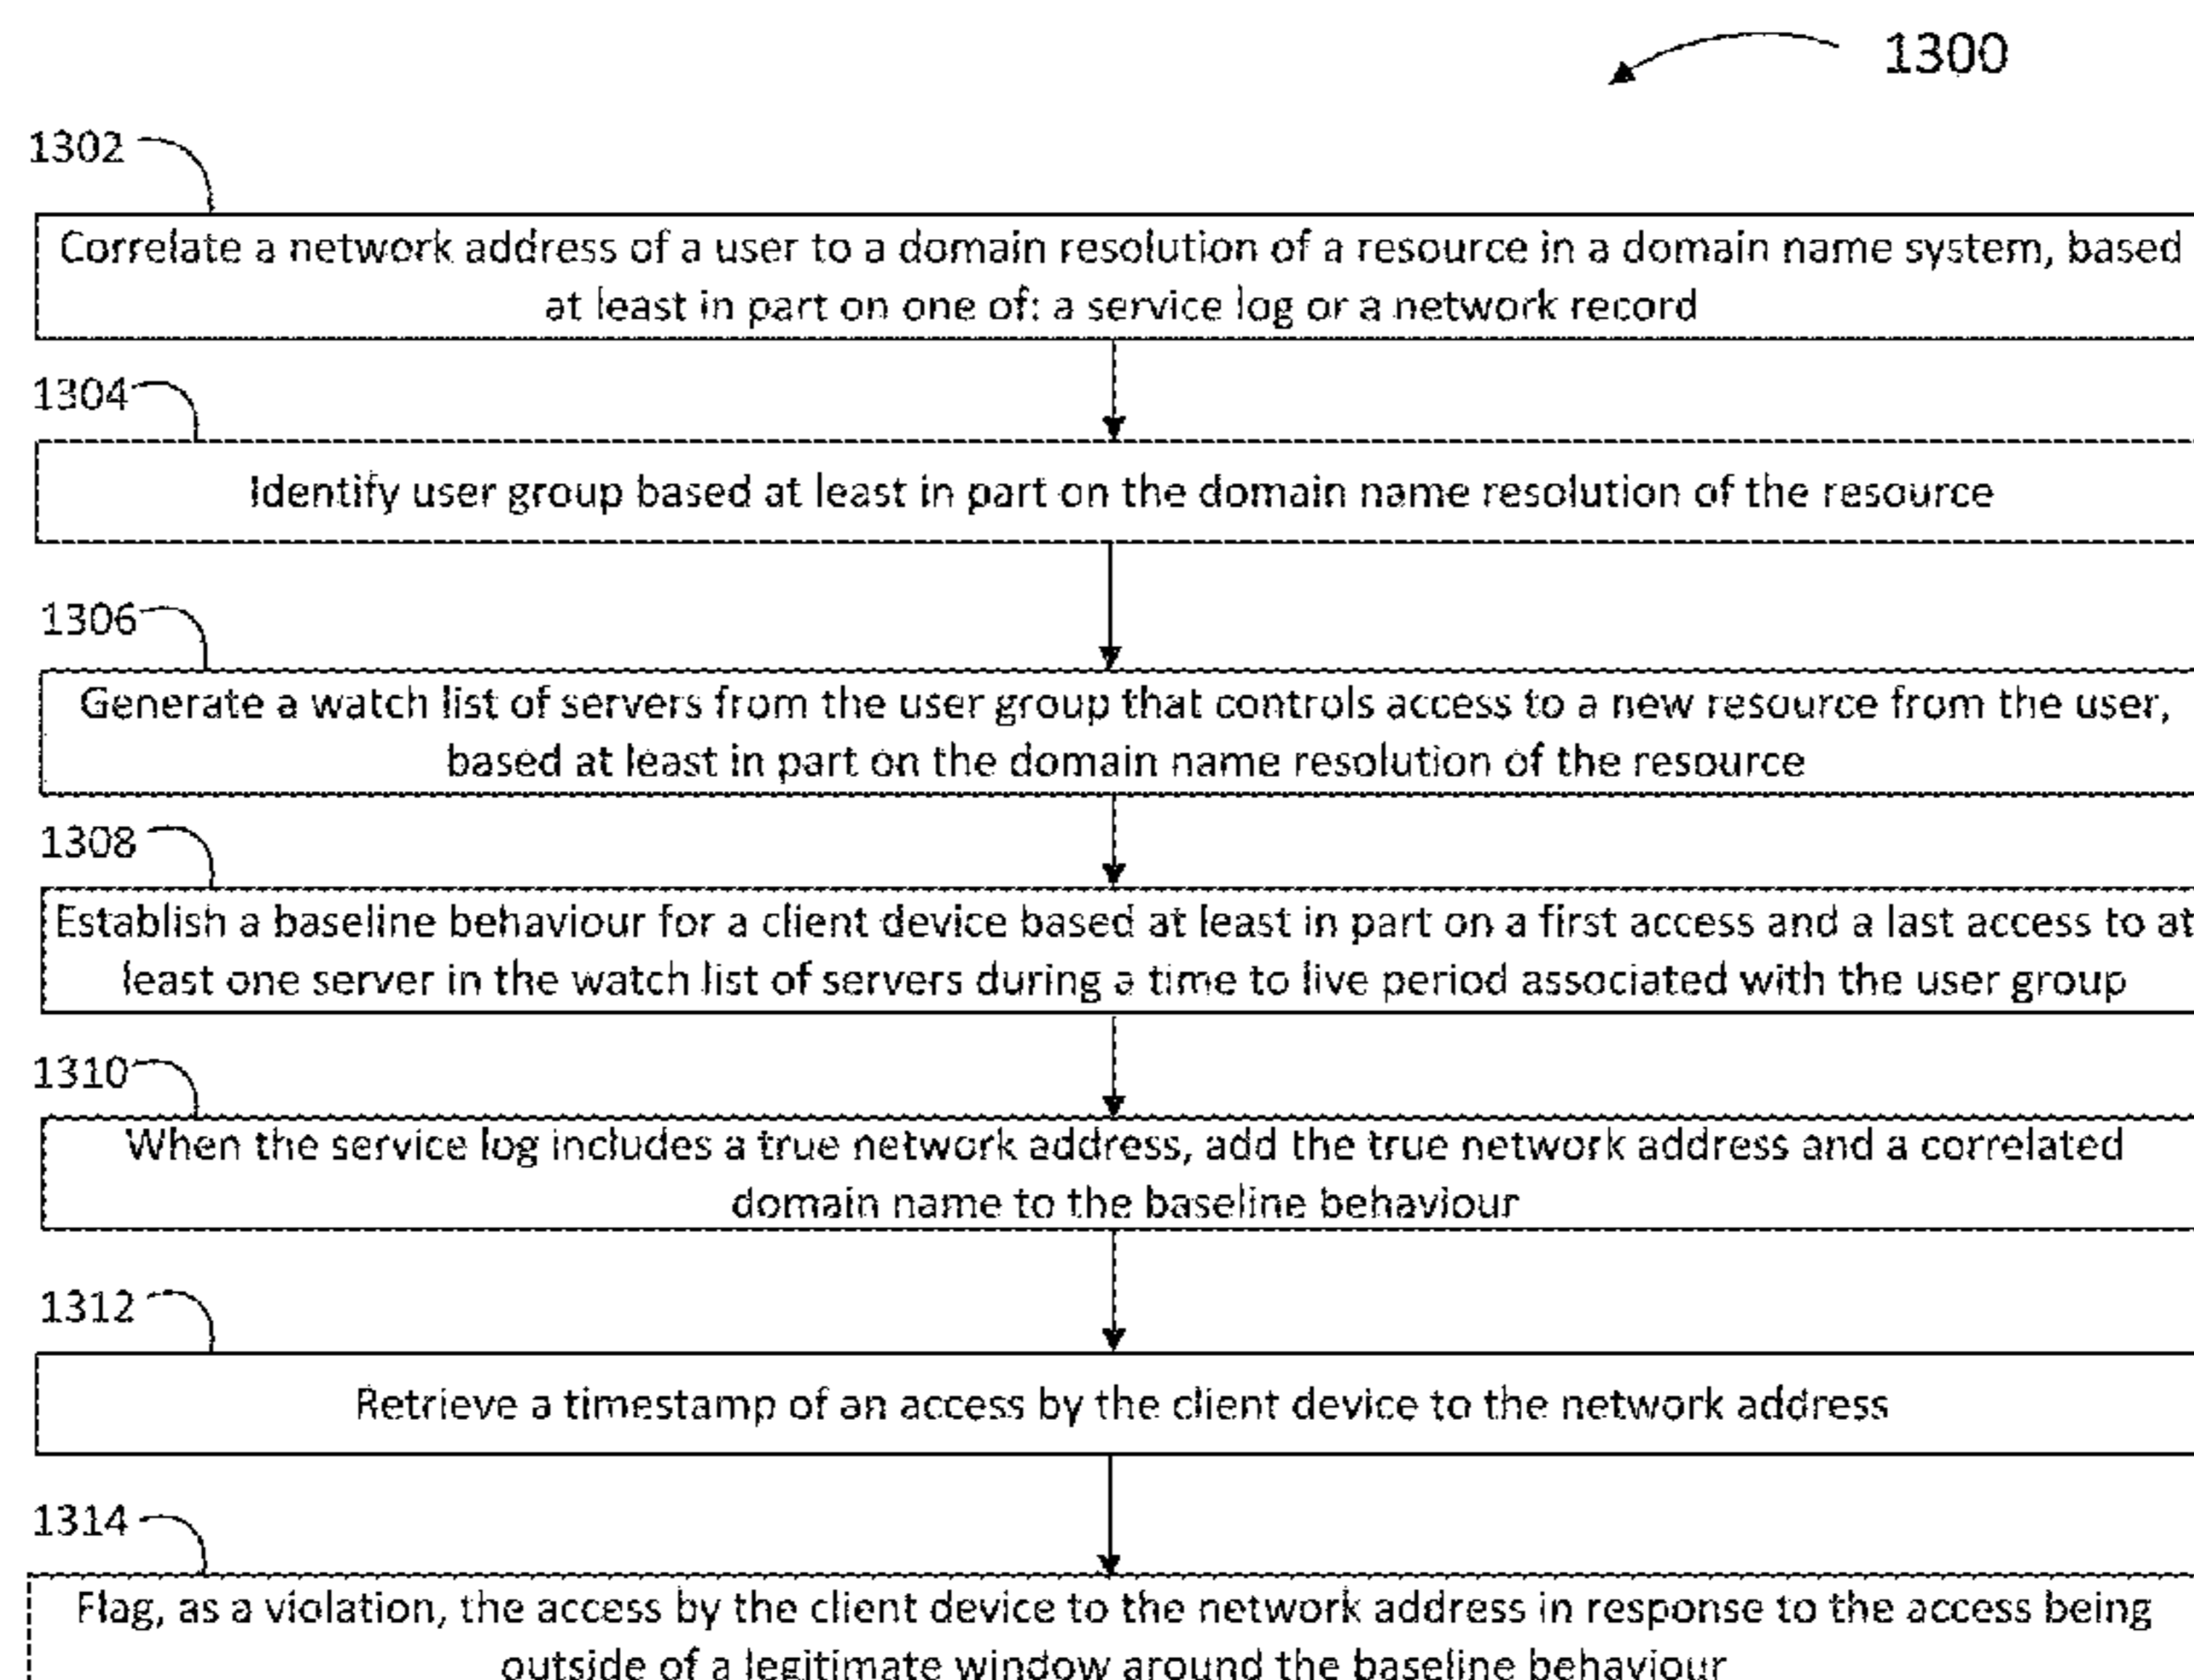 1300
1302
Correlate a network address of a user to a domain resolution of a resource in a domain name system, based
at least in part on one of: a service log or a network record
1304
Identify user group based at least in part on the domain name resolution of the resource
1306
Generate a watch list of servers from the user group that controls access to a new resource from the user,
based at least in part on the domain name resolution of the resource
1308
Establish a baseline behaviour for a client device based at least in part on a first access and a last access to at
least one server in the watch list of servers during a time to live period associated with the user group
1310
When the service log includes a true network address, add the true network address and a correlated
domain name to the baseline behaviour
1312
Retrieve a timestamp of an access by the client device to the network address
1314
Flag, as a violation, the access by the client device to the network address in response to the access being
outside of a legitimate window around the baseline behaviour